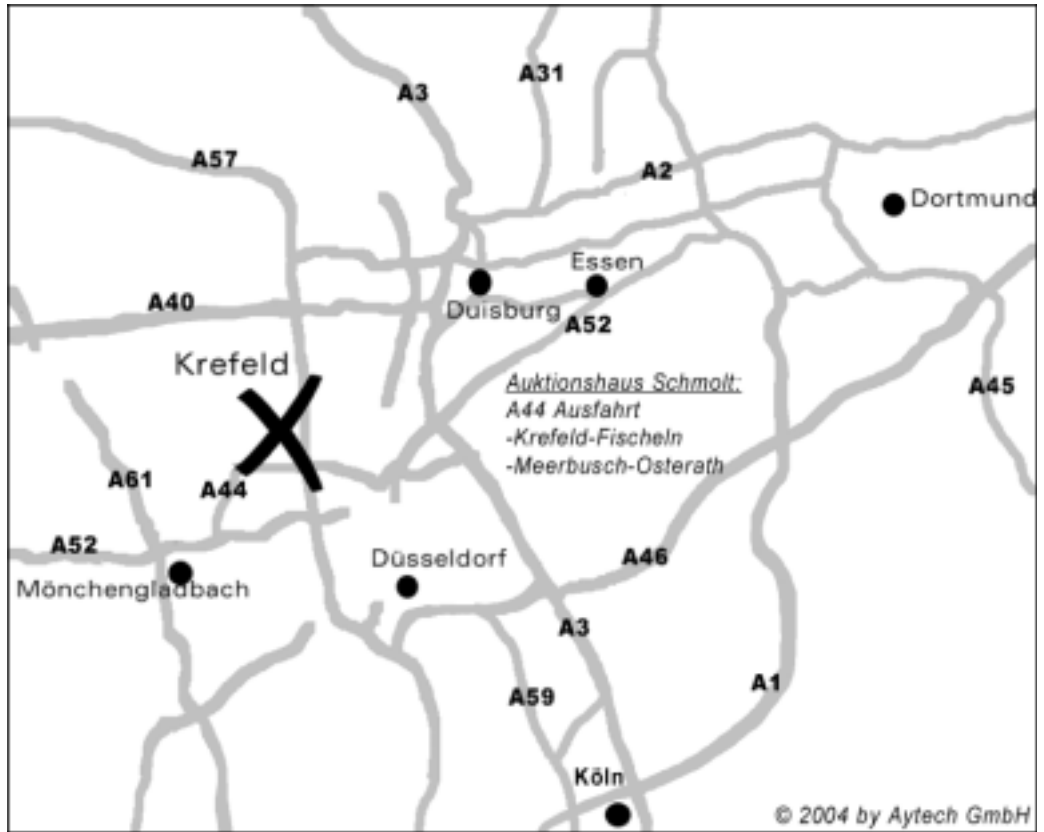 A31
A3
A57
A2
Dortmund
Essen
A40
Duisburg
A52
Krefeld
Auktionshaus Schmolt:
A44 Ausfahrt
-Krefeld-Fischeln
-Meerbusch-Osterath
A45
A61
A44
A52
Düsseldorf
A46
Mönchengladbach
A3
A59
A1
Köln
© 2004 by Aytech GmbH